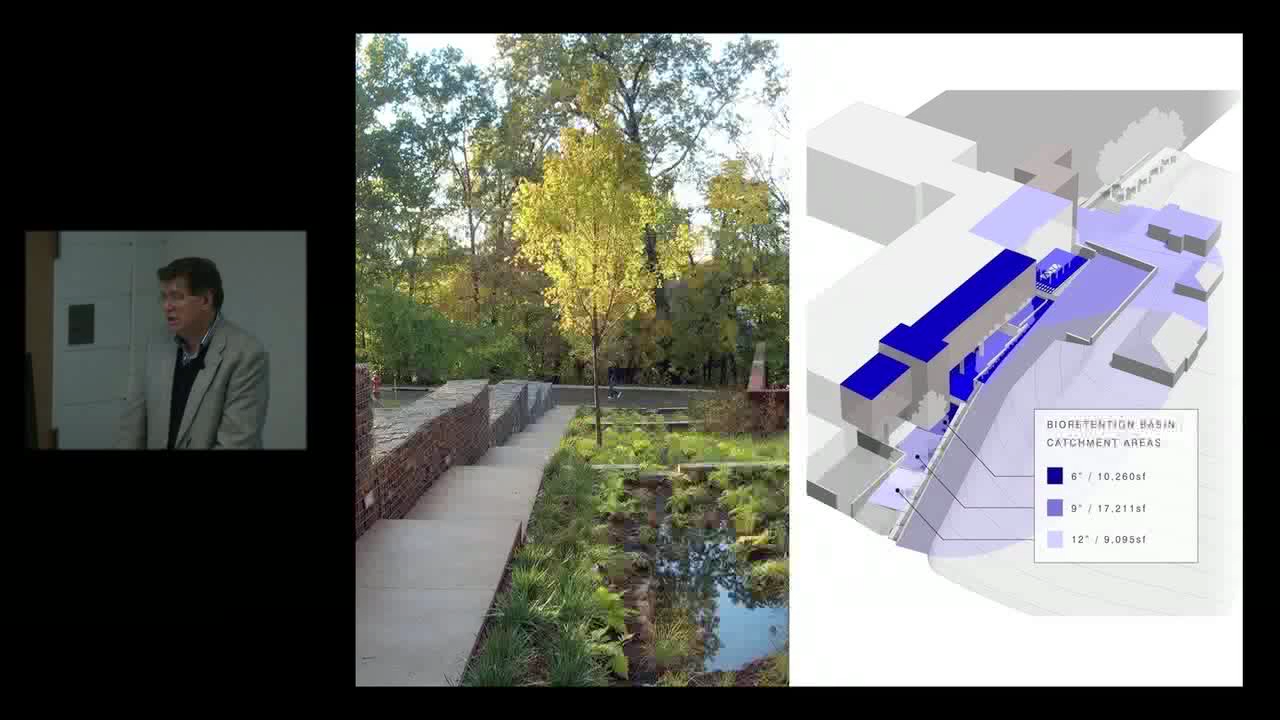 BIORETENTION BASIN
CATCHMENT AREAS
6" / 10,260sf
9" / 17,211sf
12" / 9,095sf